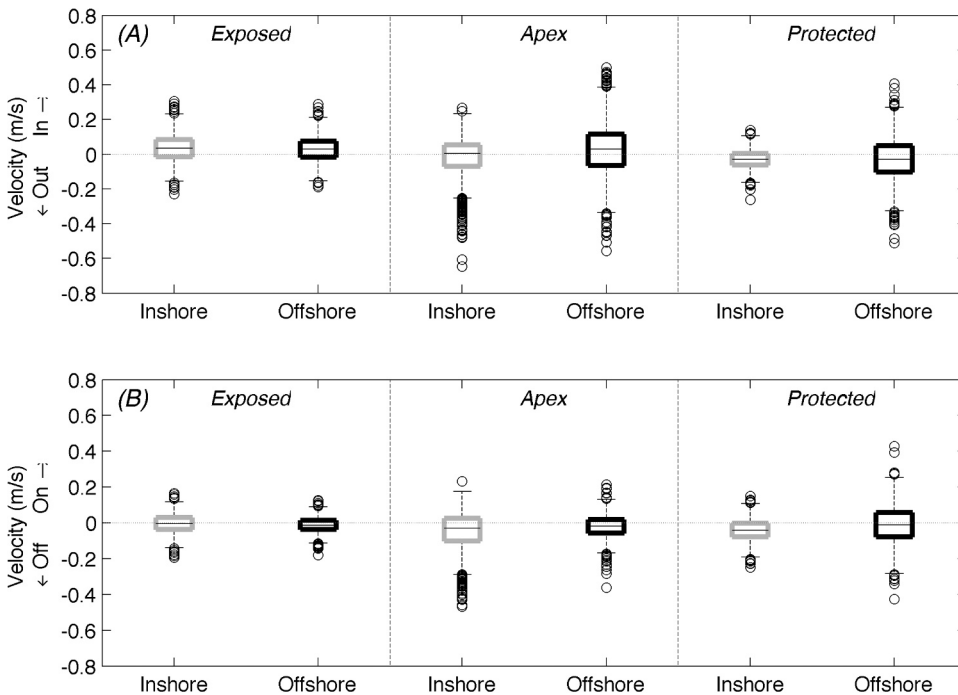 (A) Exposed Apex Protected
0.8
0.6
0.4
0.2
0
-0.2
-0.4
-0.6
-0.8
Velocity (m/s)
← Out In →
Inshore Offshore Inshore Offshore Inshore Offshore
(B) Exposed Apex Protected
0.8
0.6
0.4
0.2
0
-0.2
-0.4
-0.6
-0.8
Velocity (m/s)
← Off On →
Inshore Offshore Inshore Offshore Inshore Offshore